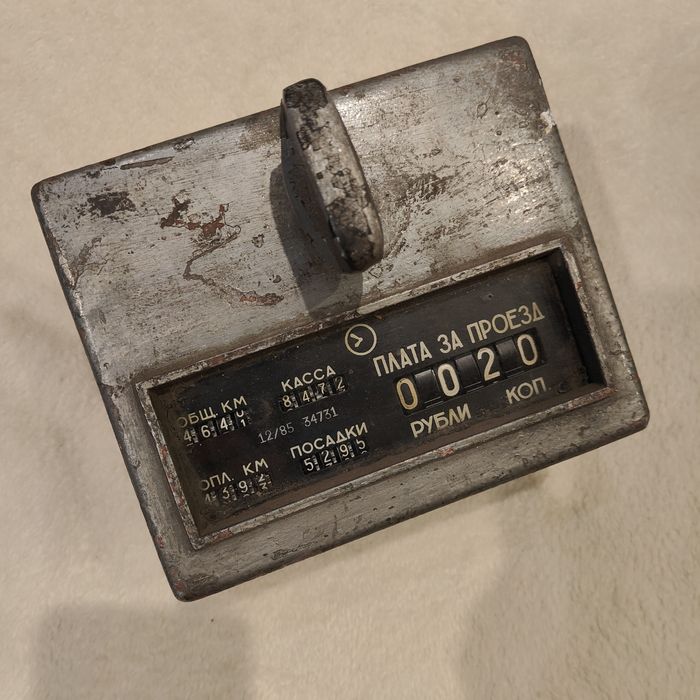 ПЛАТА ЗА ПРОЕЗД
0020
РУБЛИ КОП.
КАССА
8472
12/85 34731
ПОСАДКИ
5295
ОБЩ. КМ
ОПЛ. КМ